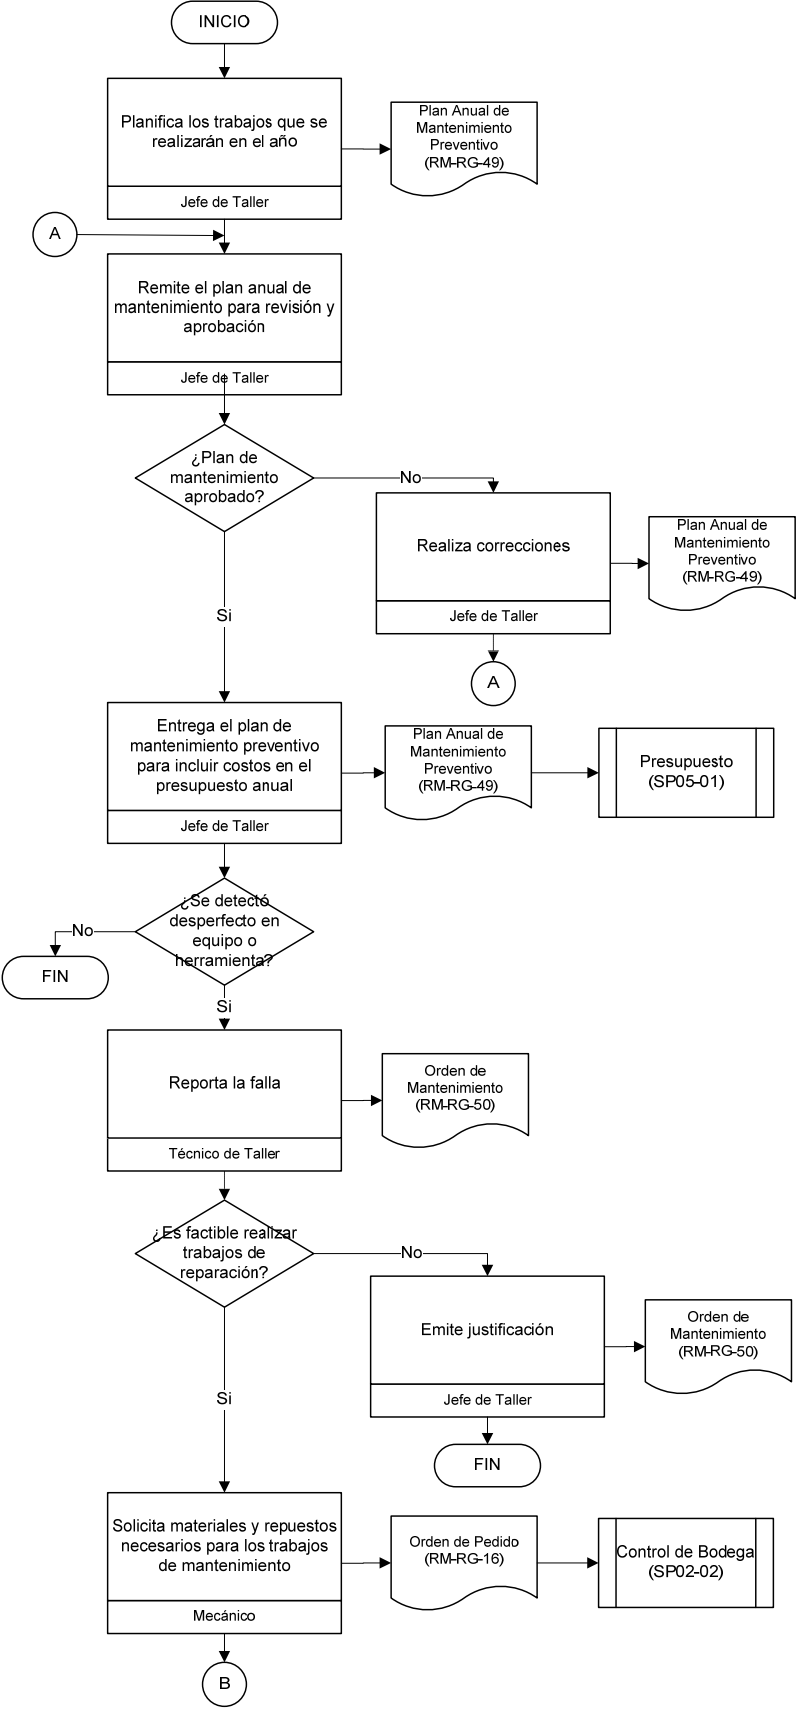 INICIO
Planifica los trabajos que se
realizarán en el año
Jefe de Taller
Plan Anual de
Mantenimiento
Preventivo
(RM-RG-49)
A
Remite el plan anual de
mantenimiento para revisión y
aprobación
Jefe de Taller
¿Plan de
mantenimiento
aprobado?
No
Realiza correcciones
Jefe de Taller
Plan Anual de
Mantenimiento
Preventivo
(RM-RG-49)
A
Si
Entrega el plan de
mantenimiento preventivo
para incluir costos en el
presupuesto anual
Jefe de Taller
Plan Anual de
Mantenimiento
Preventivo
(RM-RG-49)
Presupuesto
(SP05-01)
¿Se detectó
desperfecto en
equipo o
herramienta?
No
FIN
Si
Reporta la falla
Técnico de Taller
Orden de
Mantenimiento
(RM-RG-50)
¿Es factible realizar
trabajos de
reparación?
No
Emite justificación
Jefe de Taller
Orden de
Mantenimiento
(RM-RG-50)
FIN
Si
Solicita materiales y repuestos
necesarios para los trabajos
de mantenimiento
Mecánico
Orden de Pedido
(RM-RG-16)
Control de Bodega
(SP02-02)
B